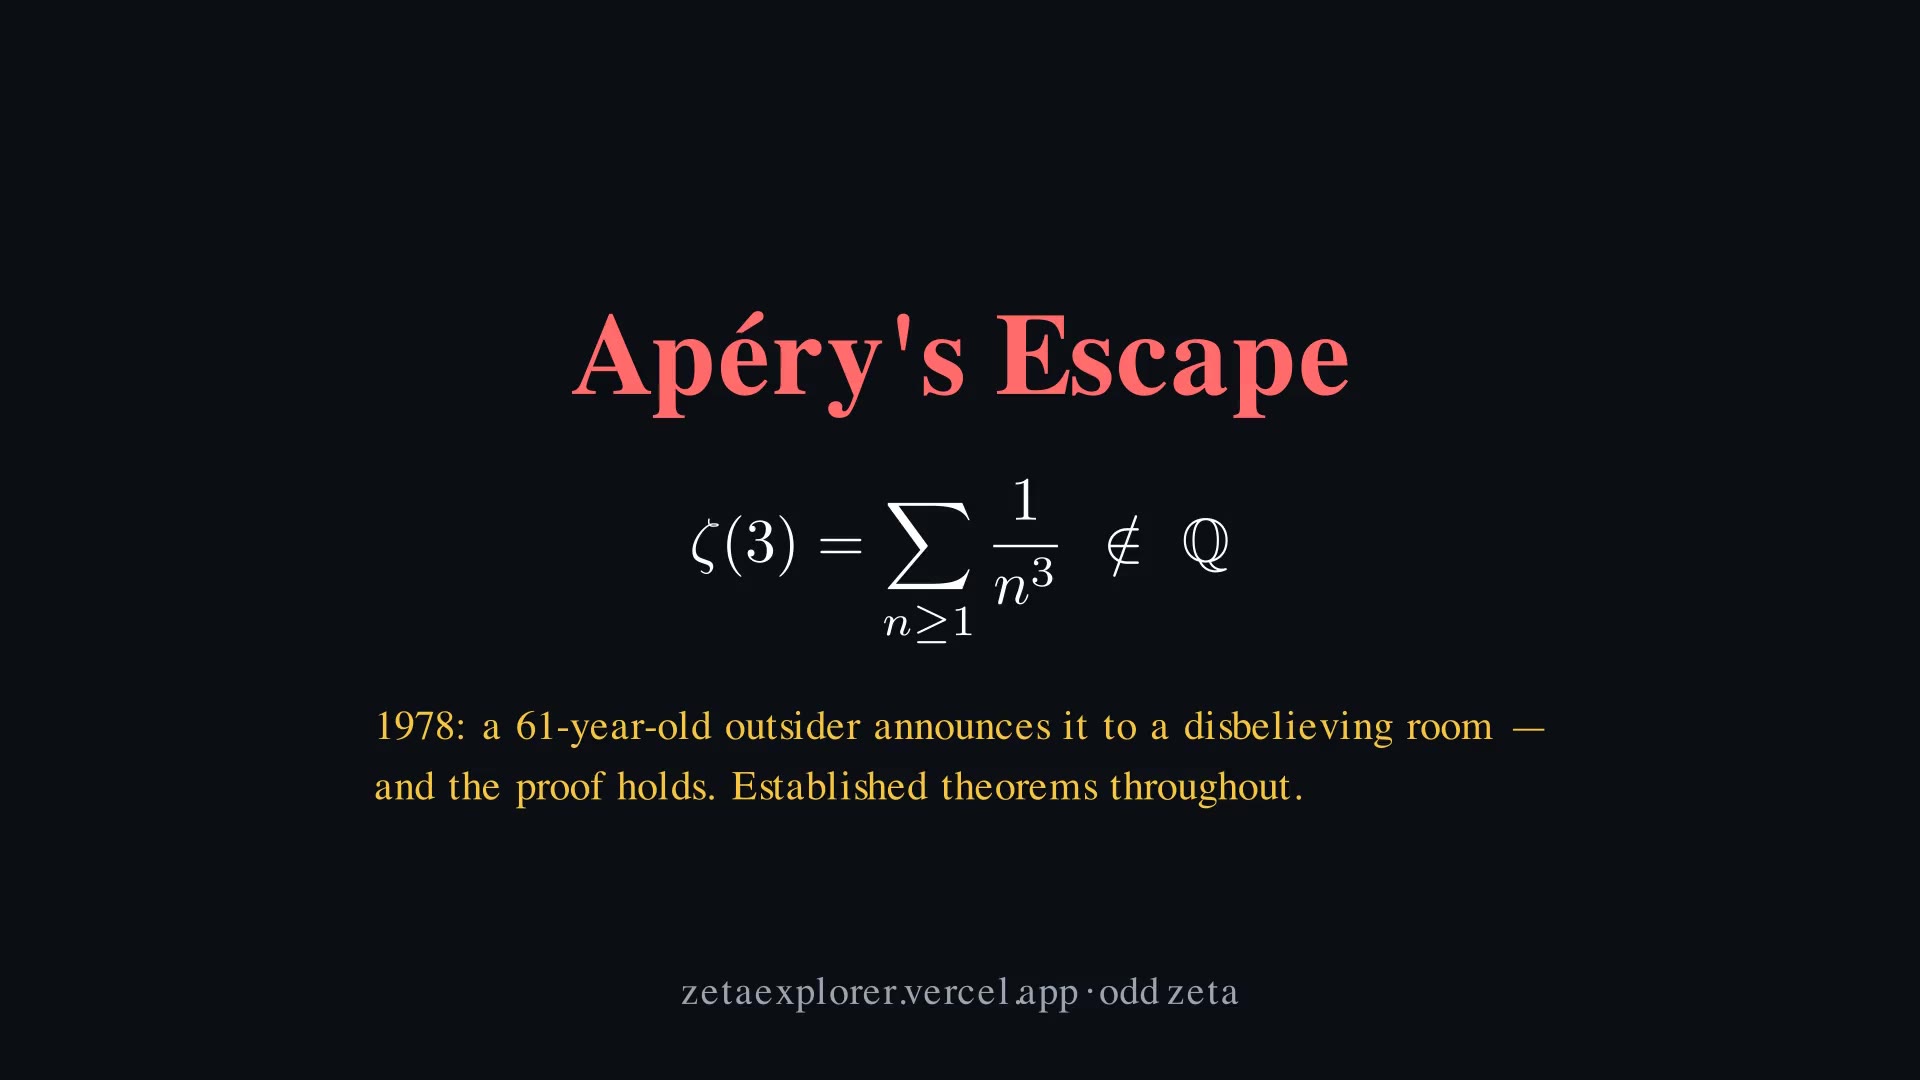 Apéry's Escape
ζ(3) = ∑_{n≥1} 1/n³ ∉ ℚ
1978: a 61-year-old outsider announces it to a disbelieving room —
and the proof holds. Established theorems throughout.
zetaexplorer.vercel.app · odd zeta